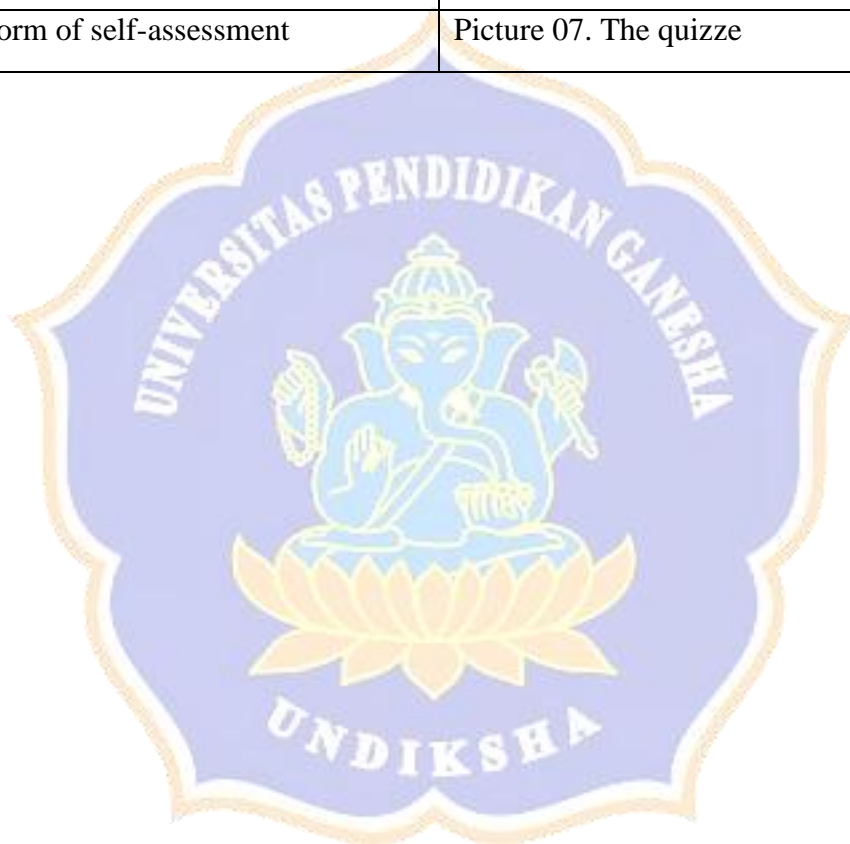 orm of self-assessment
Picture 07. The quizze
UNIVERSITAS PENDIDIKAN GANESHA
UNDIKSHA